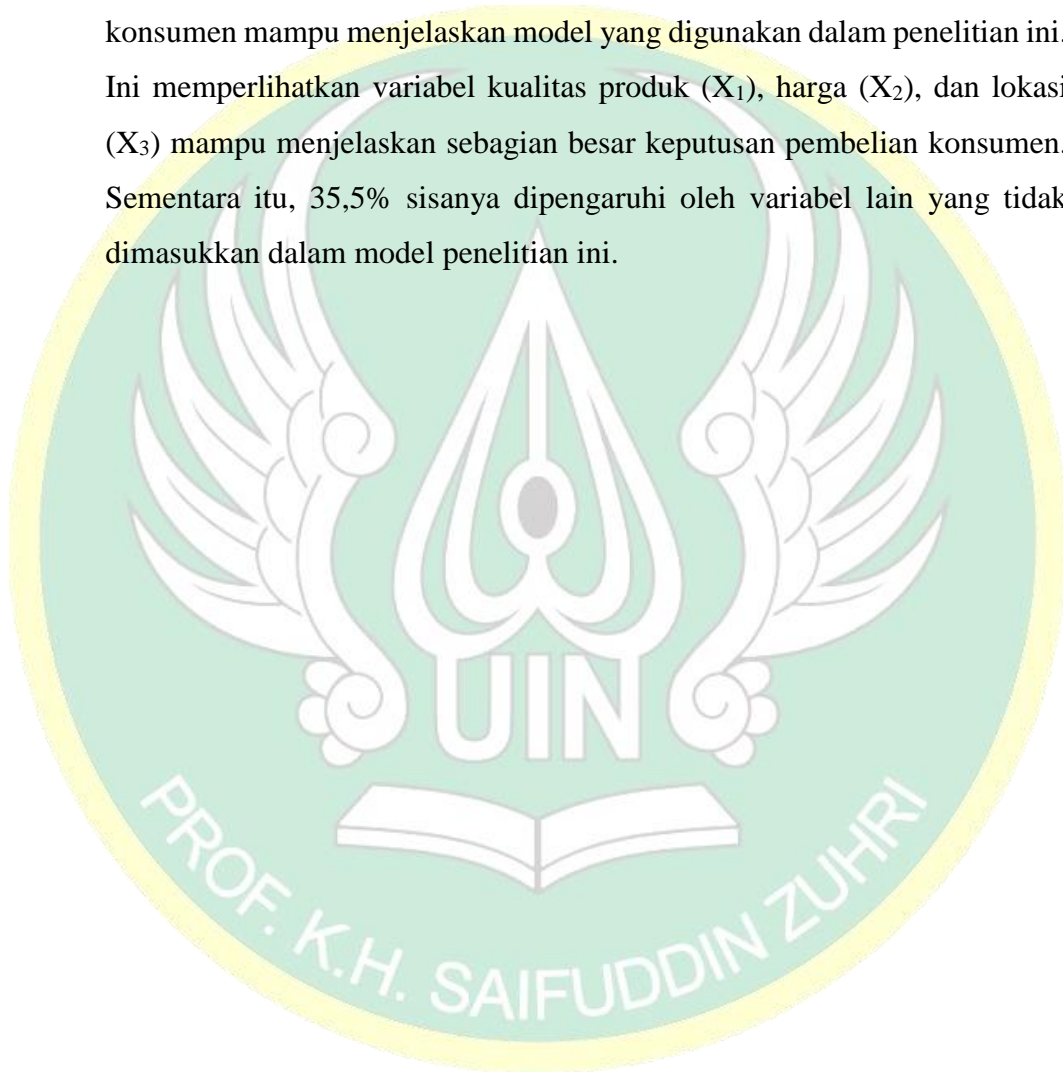 konsumen mampu menjelaskan model yang digunakan dalam penelitian ini.
Ini memperlihatkan variabel kualitas produk (X₁), harga (X₂), dan lokasi
(X₃) mampu menjelaskan sebagian besar keputusan pembelian konsumen.
Sementara itu, 35,5% sisanya dipengaruhi oleh variabel lain yang tidak
dimasukkan dalam model penelitian ini.
UIN
PROF. K.H. SAIFUDDIN ZUHRI